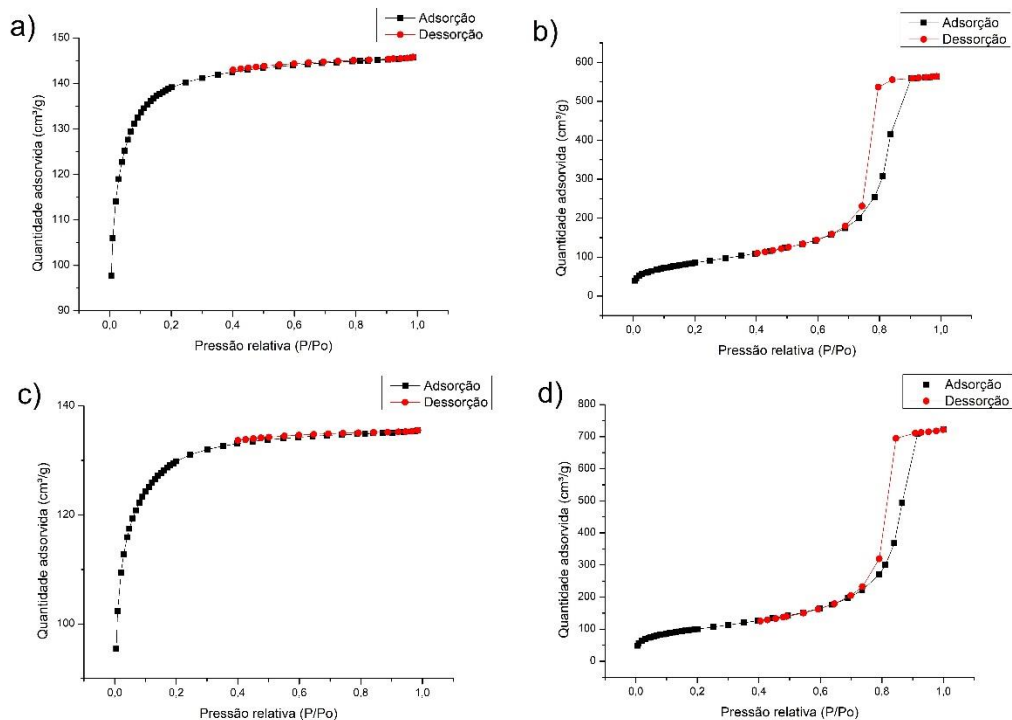 a)
Adsorção
Dessorção
150
140
130
120
110
100
90
Quantidade adsorvida (cm³/g)
0,0 0,2 0,4 0,6 0,8 1,0
Pressão relativa (P/Po)
b)
Adsorção
Dessorção
600
500
400
300
200
100
0
Quantidade adsorvida (cm³/g)
0,0 0,2 0,4 0,6 0,8 1,0
Pressão relativa (P/Po)
c)
Adsorção
Dessorção
140
120
100
Quantidade adsorvida (cm³/g)
0,0 0,2 0,4 0,6 0,8 1,0
Pressão relativa (P/Po)
d)
Adsorção
Dessorção
800
700
600
500
400
300
200
100
0
Quantidade adsorvida (cm³/g)
0,0 0,2 0,4 0,6 0,8 1,0
Pressão relativa (P/Po)